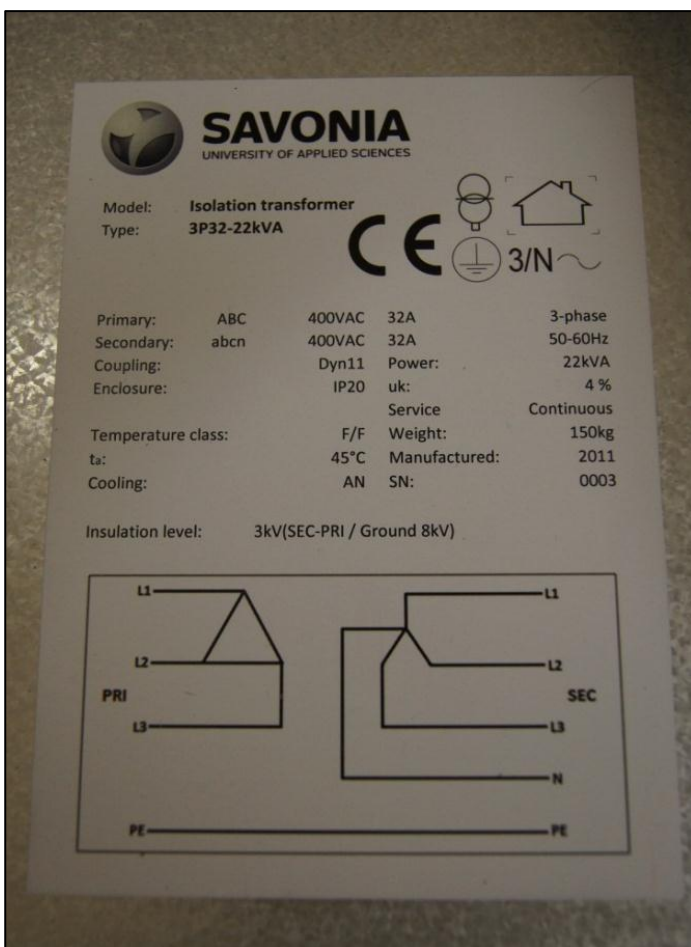 SAVONIA
UNIVERSITY OF APPLIED SCIENCES
Model: Isolation transformer
Type: 3P32-22kVA
CE
3/N
Primary: ABC 400VAC 32A 3-phase
Secondary: abcn 400VAC 32A 50-60Hz
Coupling: Dyn11 Power: 22kVA
Enclosure: IP20 uk: 4 %
Service Continuous
Temperature class: F/F Weight: 150kg
ta: 45°C Manufactured: 2011
Cooling: AN SN: 0003
Insulation level: 3kV(SEC-PRI / Ground 8kV)
L1 L1
L2 L2
PRI SEC
L3 L3
N
PE PE